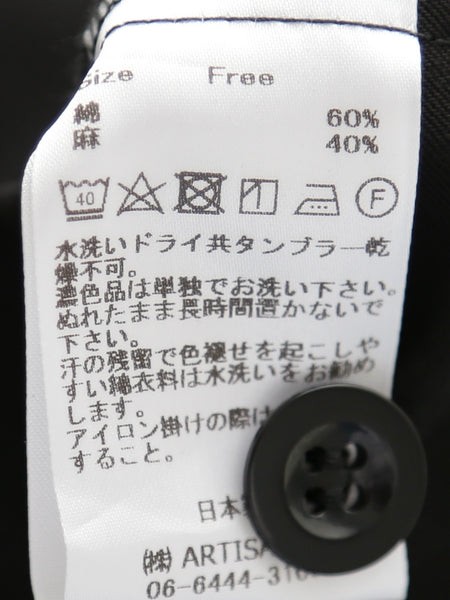 Size Free
綿 60%
麻 40%
40 F
水洗いドライ共タンブラー乾
燥不可。
濃色品は単独でお洗い下さい。
ぬれたまま長時間置かないで
下さい。
汗の残留で色褪せを起こしや
すい綿衣料は水洗いをお勧め
します。
アイロン掛けの際は
すること。
日本
(株) ARTISA
06-6444-31